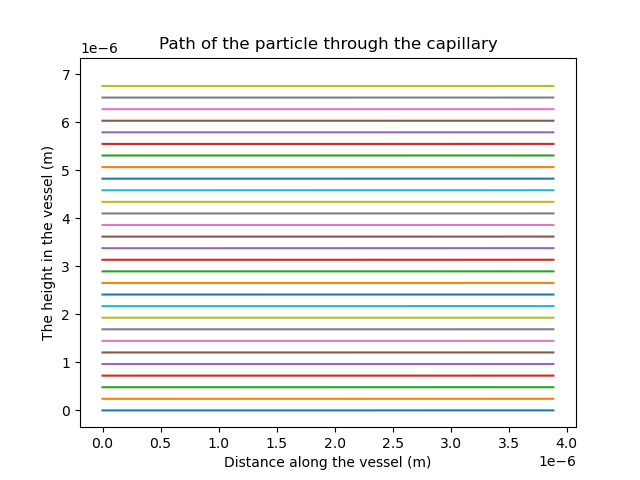 Path of the particle through the capillary
1e−6
7
6
5
4
3
2
1
0
The height in the vessel (m)
0.0 0.5 1.0 1.5 2.0 2.5 3.0 3.5 4.0
1e−6
Distance along the vessel (m)